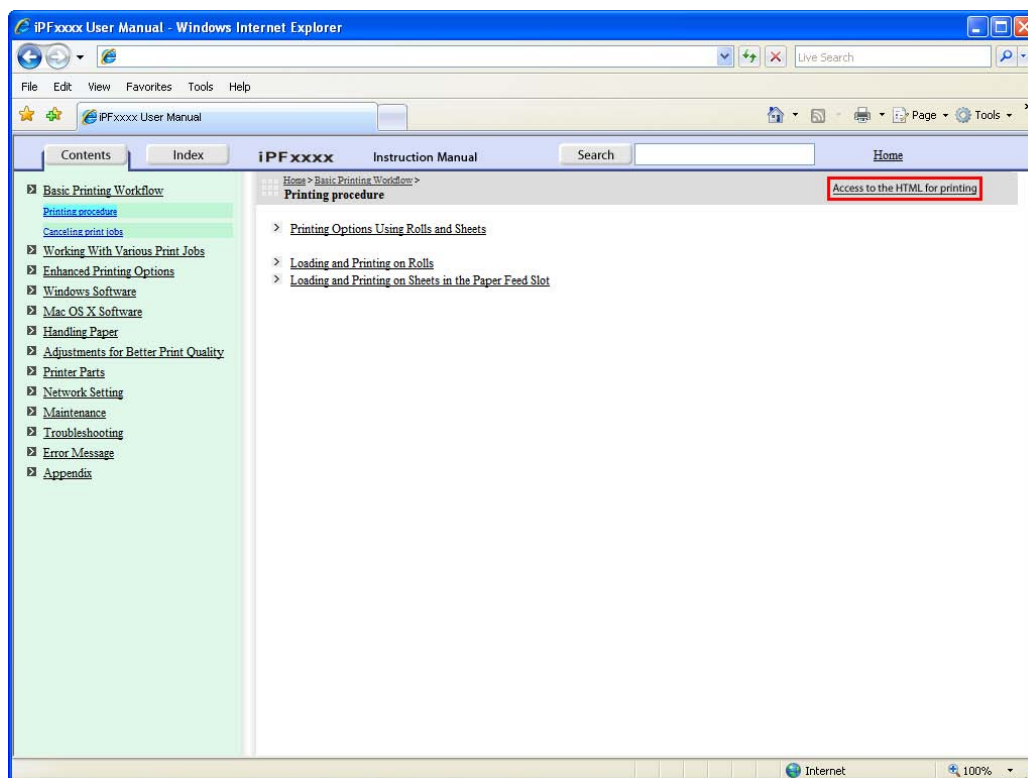 iPFxxxx User Manual - Windows Internet Explorer
Live Search
File Edit View Favorites Tools Help
iPFxxxx User Manual
Page Tools
Contents Index iPFxxxx Instruction Manual Search Home
Home > Basic Printing Workflow >
Printing procedure
Access to the HTML for printing
Basic Printing Workflow
Printing procedure
Canceling print jobs
Working With Various Print Jobs
Enhanced Printing Options
Windows Software
Mac OS X Software
Handling Paper
Adjustments for Better Print Quality
Printer Parts
Network Setting
Maintenance
Troubleshooting
Error Message
Appendix
> Printing Options Using Rolls and Sheets
> Loading and Printing on Rolls
> Loading and Printing on Sheets in the Paper Feed Slot
Internet 100%